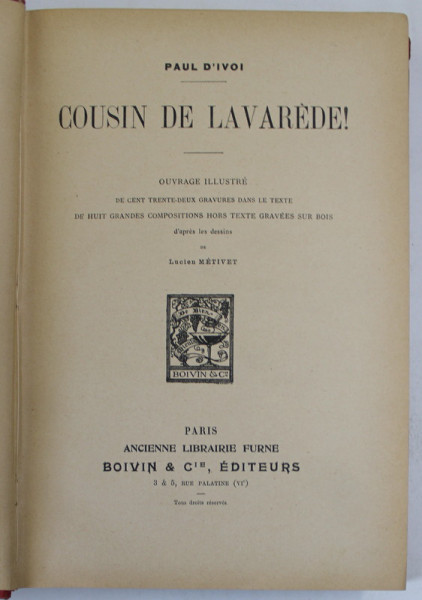 PAUL D'IVOI
COUSIN DE LAVARÈDE!
OUVRAGE ILLUSTRÉ
DE CENT TRENTE-DEUX GRAVURES DANS LE TEXTE
DE HUIT GRANDES COMPOSITIONS HORS TEXTE GRAVÉES SUR BOIS
d'après les dessins
DE
Lucien MÉTIVET
BOIVIN & Cie
PARIS
ANCIENNE LIBRAIRIE FURNE
BOIVIN & Cie, ÉDITEURS
3 & 5, RUE PALATINE (VIe)
Tous droits réservés